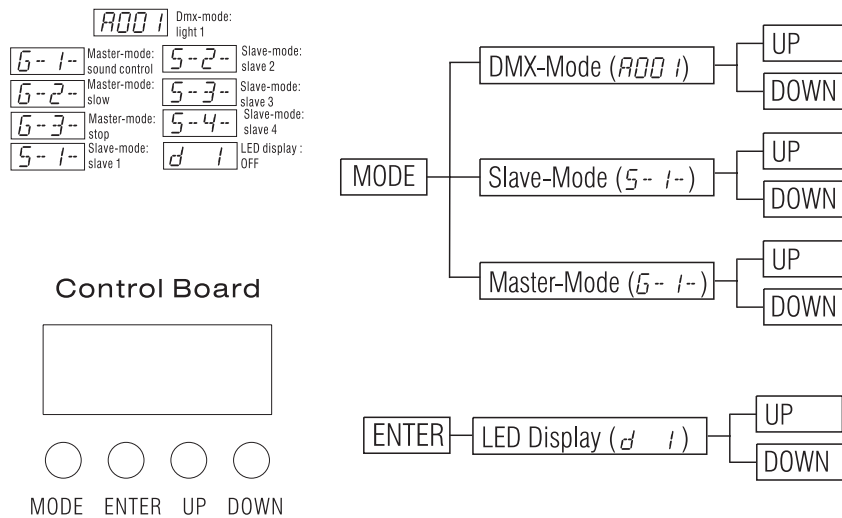 A001 Dmx-mode:
light 1
G--1-- Master-mode:
sound control
G--2-- Master-mode:
slow
G--3-- Master-mode:
stop
S--1-- Slave-mode:
slave 1
S--2-- Slave-mode:
slave 2
S--3-- Slave-mode:
slave 3
S--4-- Slave-mode:
slave 4
d 1 LED display :
OFF
MODE
DMX-Mode (A001)
UP
DOWN
Slave-Mode (S--1--)
UP
DOWN
Master-Mode (G--1--)
UP
DOWN
Control Board
MODE ENTER UP DOWN
ENTER
LED Display (d 1)
UP
DOWN